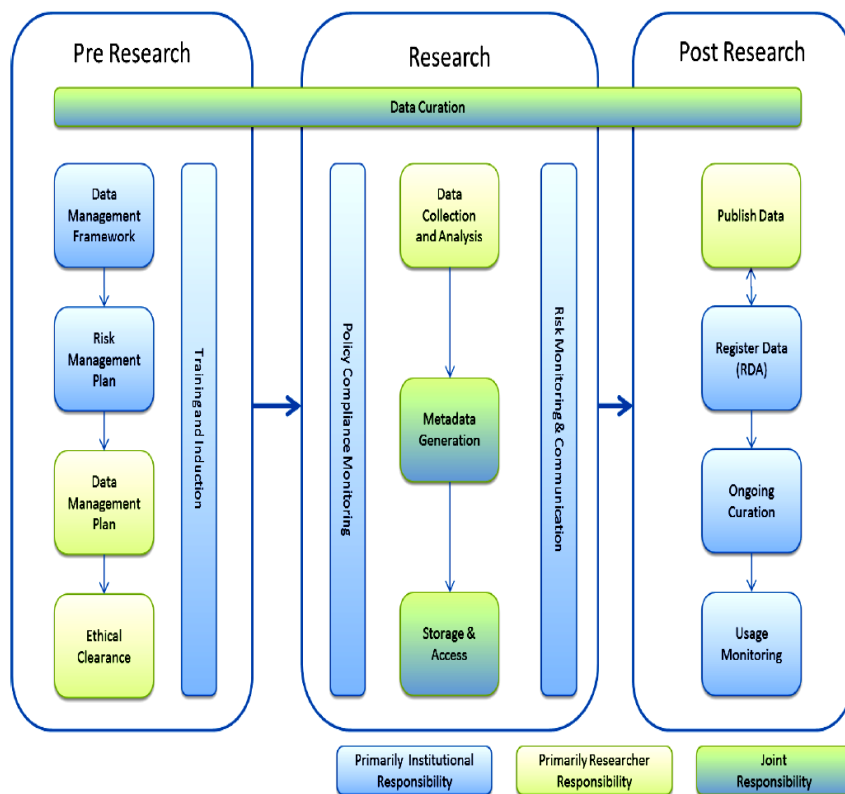 Pre Research
Research
Post Research
Data Curation
Data
Management
Framework
Risk
Management
Plan
Data
Management
Plan
Ethical
Clearance
Training and Induction
Policy Compliance Monitoring
Data
Collection
and Analysis
Metadata
Generation
Storage &
Access
Risk Monitoring & Communication
Publish Data
Register Data
(RDA)
Ongoing
Curation
Usage
Monitoring
Primarily Institutional
Responsibility
Primarily Researcher
Responsibility
Joint
Responsibility